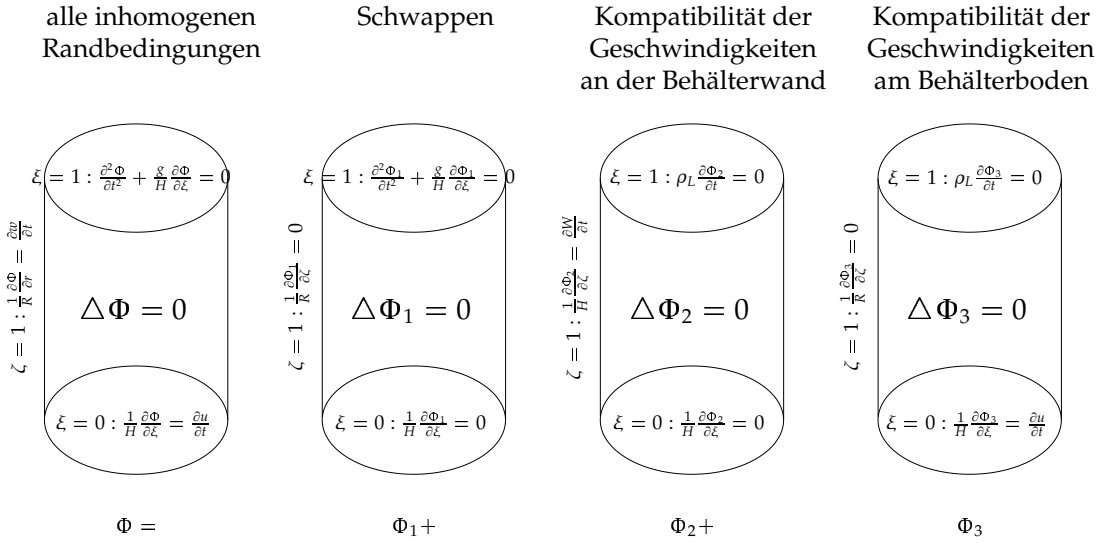 alle inhomogenen
Randbedingungen
Schwappen
Kompatibilität der
Geschwindigkeiten
an der Behälterwand
Kompatibilität der
Geschwindigkeiten
am Behälterboden
ξ = 1 : ∂²Φ/∂t² + g/H ∂Φ/∂ξ = 0
ζ = 1 : 1/R ∂Φ/∂r = ∂w/∂t
△Φ = 0
ξ = 0 : 1/H ∂Φ/∂ξ = ∂u/∂t
Φ =
ξ = 1 : ∂²Φ₁/∂t² + g/H ∂Φ₁/∂ξ = 0
ζ = 1 : 1/R ∂Φ₁/∂ζ = 0
△Φ₁ = 0
ξ = 0 : 1/H ∂Φ₁/∂ξ = 0
Φ₁+
ξ = 1 : ρ_L ∂Φ₂/∂t = 0
ζ = 1 : 1/H ∂Φ₂/∂ζ = ∂W/∂t
△Φ₂ = 0
ξ = 0 : 1/H ∂Φ₂/∂ξ = 0
Φ₂+
ξ = 1 : ρ_L ∂Φ₃/∂t = 0
ζ = 1 : 1/R ∂Φ₃/∂ζ = 0
△Φ₃ = 0
ξ = 0 : 1/H ∂Φ₃/∂ξ = ∂u/∂t
Φ₃